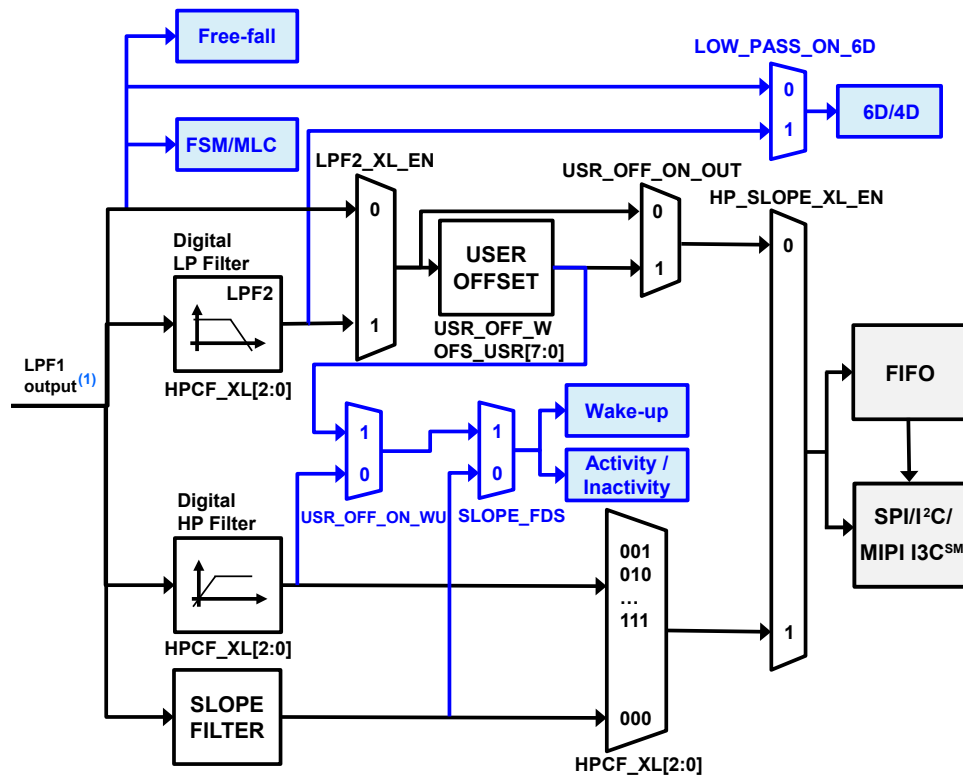 Free-fall
LOW_PASS_ON_6D
0
1
6D/4D
FSM/MLC
LPF2_XL_EN
0
1
USR_OFF_ON_OUT
0
1
HP_SLOPE_XL_EN
0
1
Digital
LP Filter
LPF2
HPCF_XL[2:0]
USER
OFFSET
USR_OFF_W
OFS_USR[7:0]
LPF1
output(1)
FIFO
SPI/I²C/
MIPI I3Cˢᴹ
1
0
USR_OFF_ON_WU
1
0
SLOPE_FDS
Wake-up
Activity /
Inactivity
Digital
HP Filter
HPCF_XL[2:0]
001
010
...
111
000
HPCF_XL[2:0]
SLOPE
FILTER